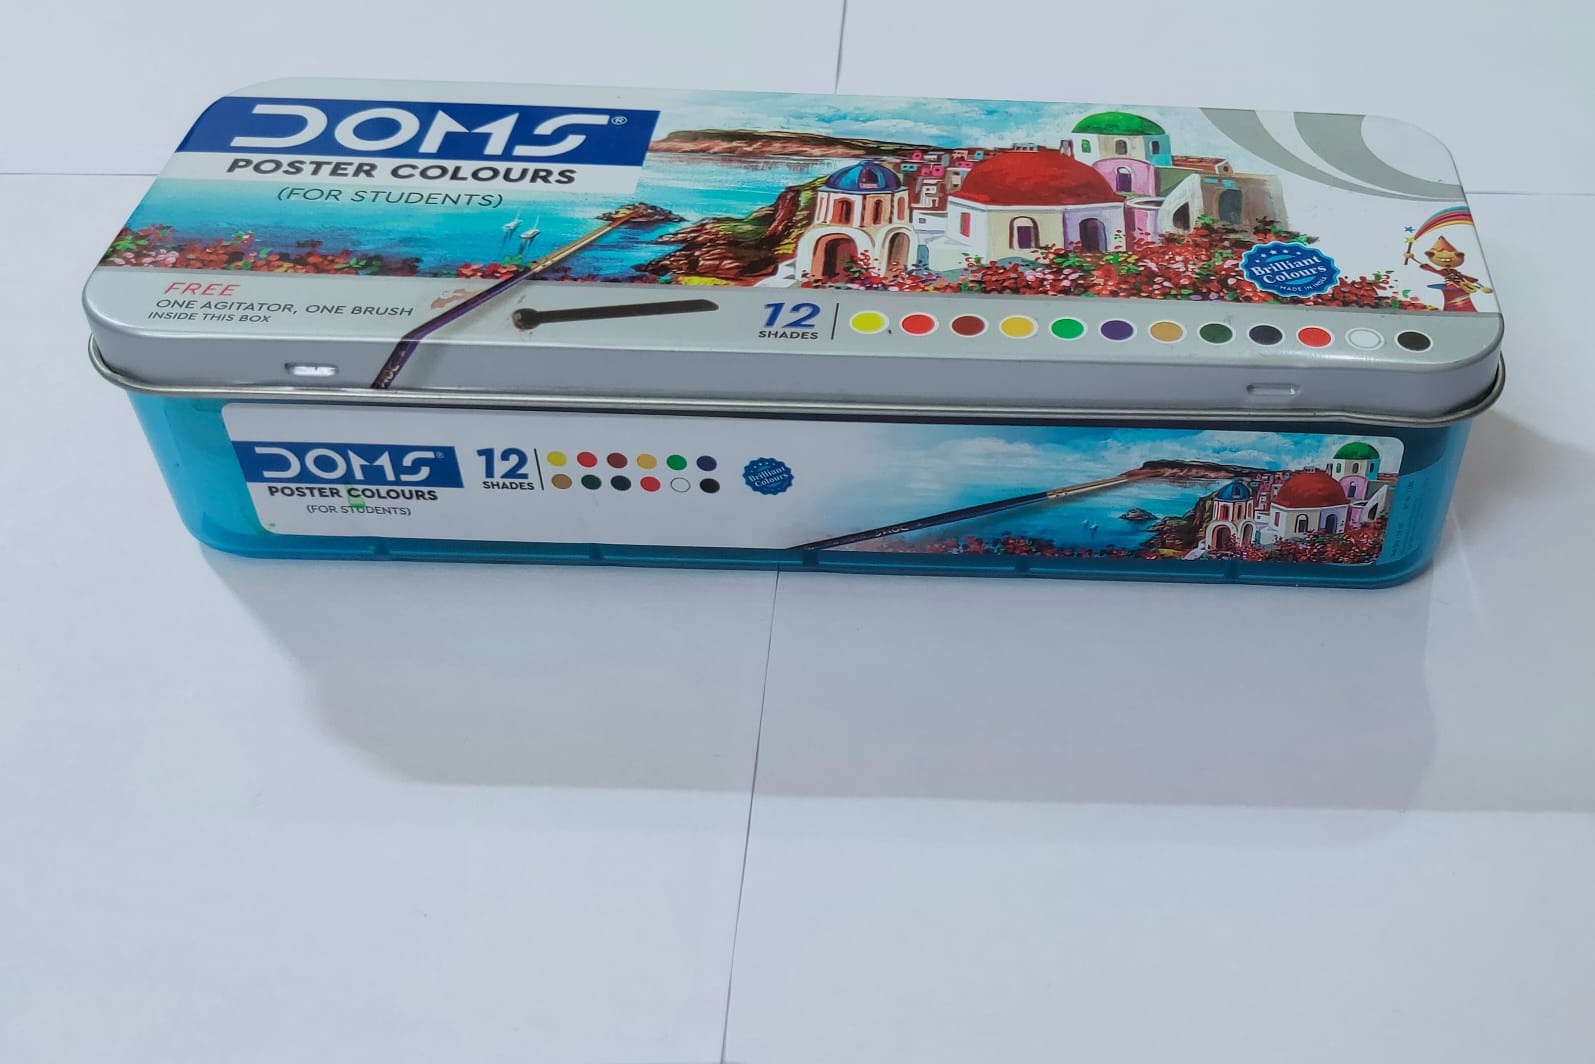 DOMS®
POSTER COLOURS
(FOR STUDENTS)
FREE
ONE AGITATOR, ONE BRUSH
INSIDE THIS BOX
12
SHADES
Brilliant
Colours
MADE IN INDIA
DOMS®
POSTER COLOURS
(FOR STUDENTS)
12
SHADES
Brilliant
Colours
DOMS